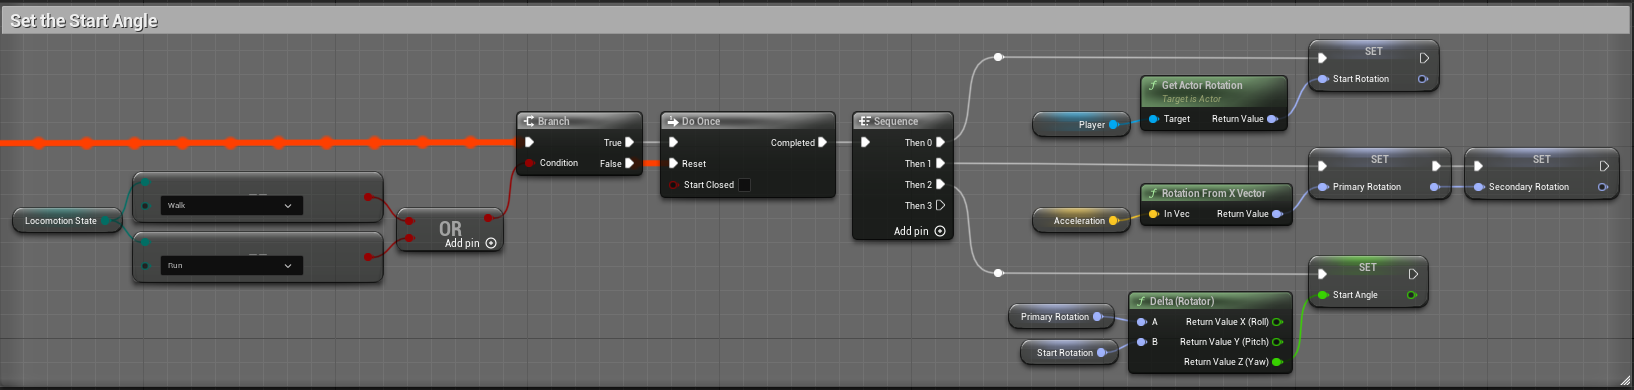 Set the Start Angle
Locomotion State
==
Walk
==
Run
OR
Add pin
Branch
True
Condition
False
Do Once
Completed
Reset
Start Closed
Sequence
Then 0
Then 1
Then 2
Then 3
Add pin
Player
f Get Actor Rotation
Target is Actor
Target
Return Value
SET
Start Rotation
Acceleration
f Rotation From X Vector
In Vec
Return Value
SET
Primary Rotation
SET
Secondary Rotation
Primary Rotation
Start Rotation
f Delta (Rotator)
A
Return Value X (Roll)
B
Return Value Y (Pitch)
Return Value Z (Yaw)
SET
Start Angle